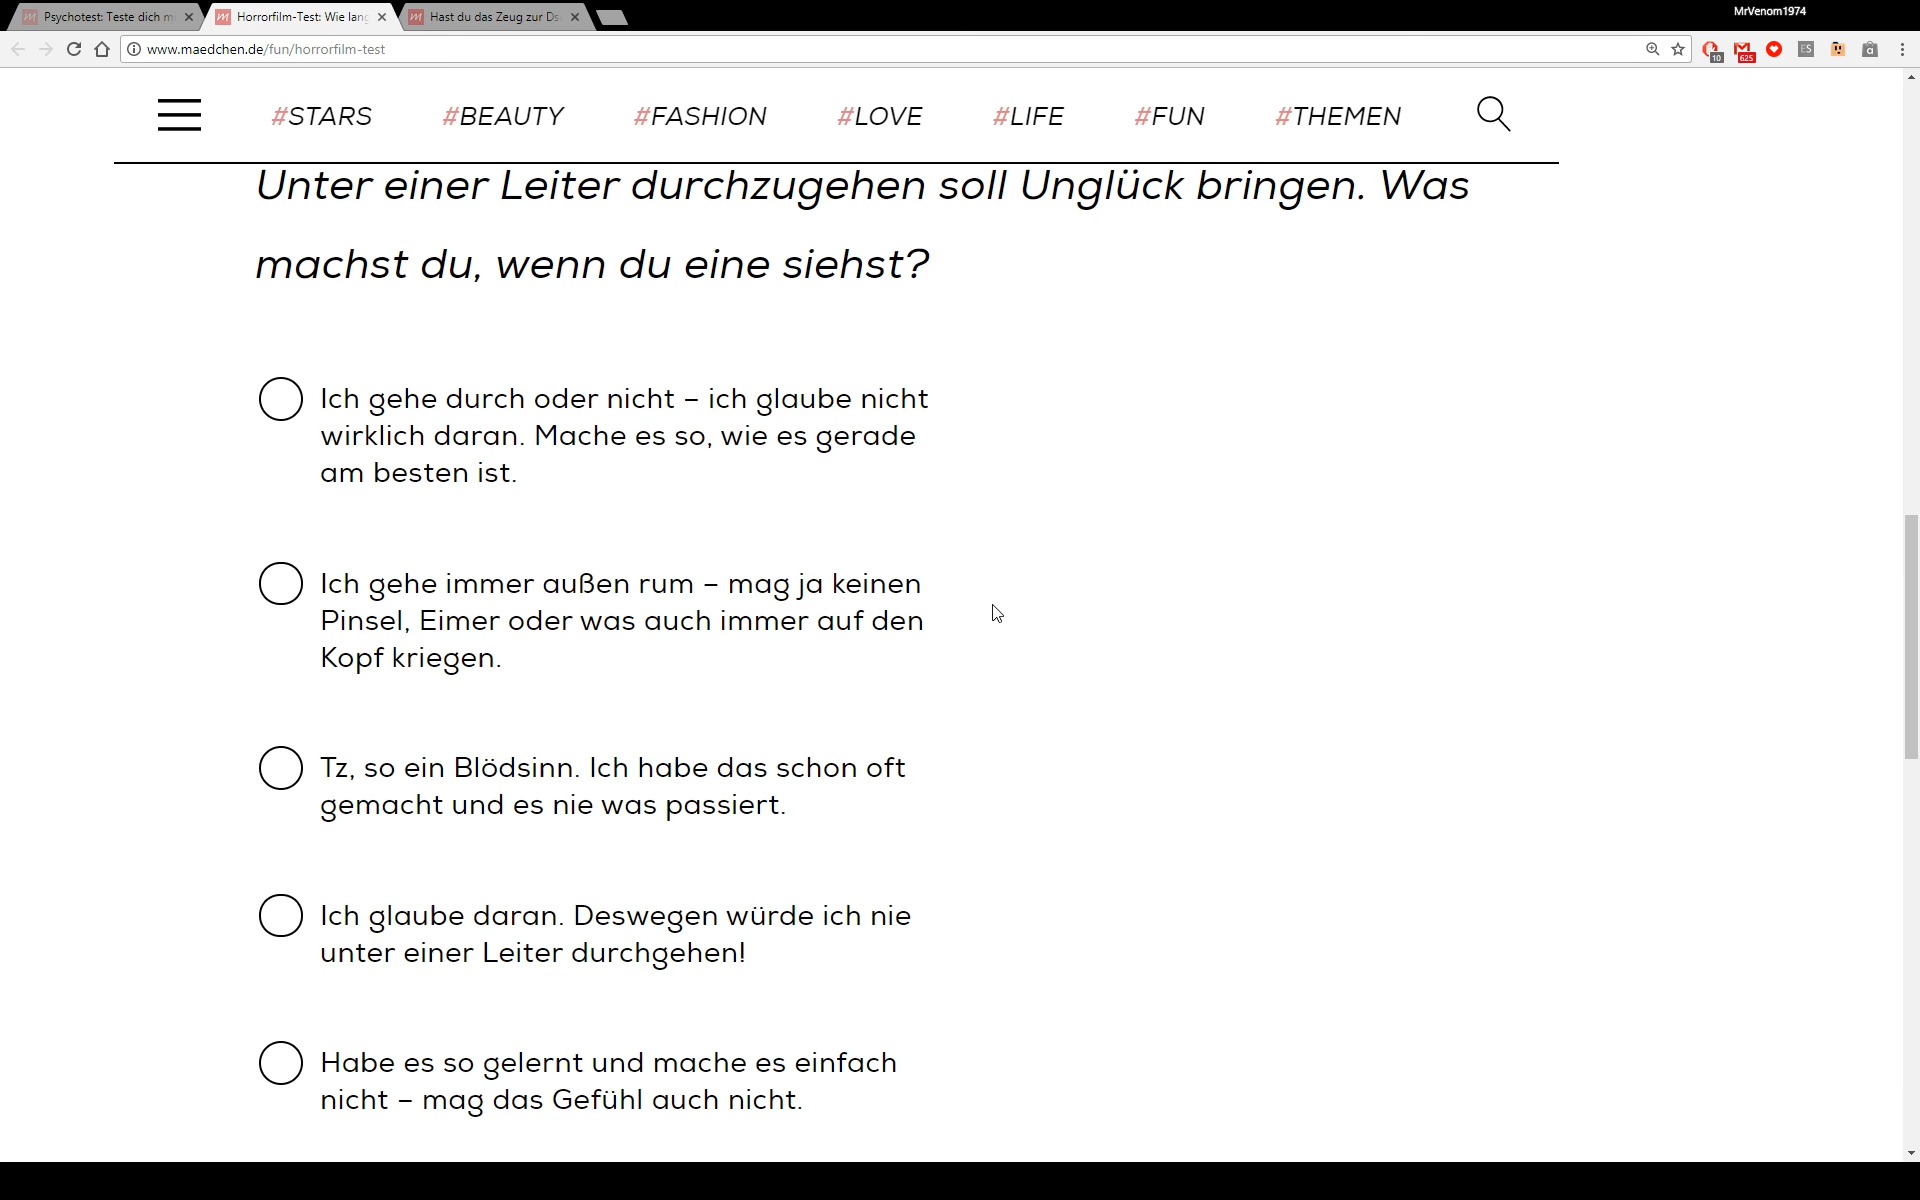 MrVenom1974
Psychotest: Teste dich m
Horrorfilm-Test: Wie lang
Hast du das Zeug zur Ds
www.maedchen.de/fun/horrorfilm-test
10
625
ES
a
#STARS #BEAUTY #FASHION #LOVE #LIFE #FUN #THEMEN
Unter einer Leiter durchzugehen soll Unglück bringen. Was
machst du, wenn du eine siehst?
Ich gehe durch oder nicht – ich glaube nicht
wirklich daran. Mache es so, wie es gerade
am besten ist.
Ich gehe immer außen rum – mag ja keinen
Pinsel, Eimer oder was auch immer auf den
Kopf kriegen.
Tz, so ein Blödsinn. Ich habe das schon oft
gemacht und es nie was passiert.
Ich glaube daran. Deswegen würde ich nie
unter einer Leiter durchgehen!
Habe es so gelernt und mache es einfach
nicht – mag das Gefühl auch nicht.